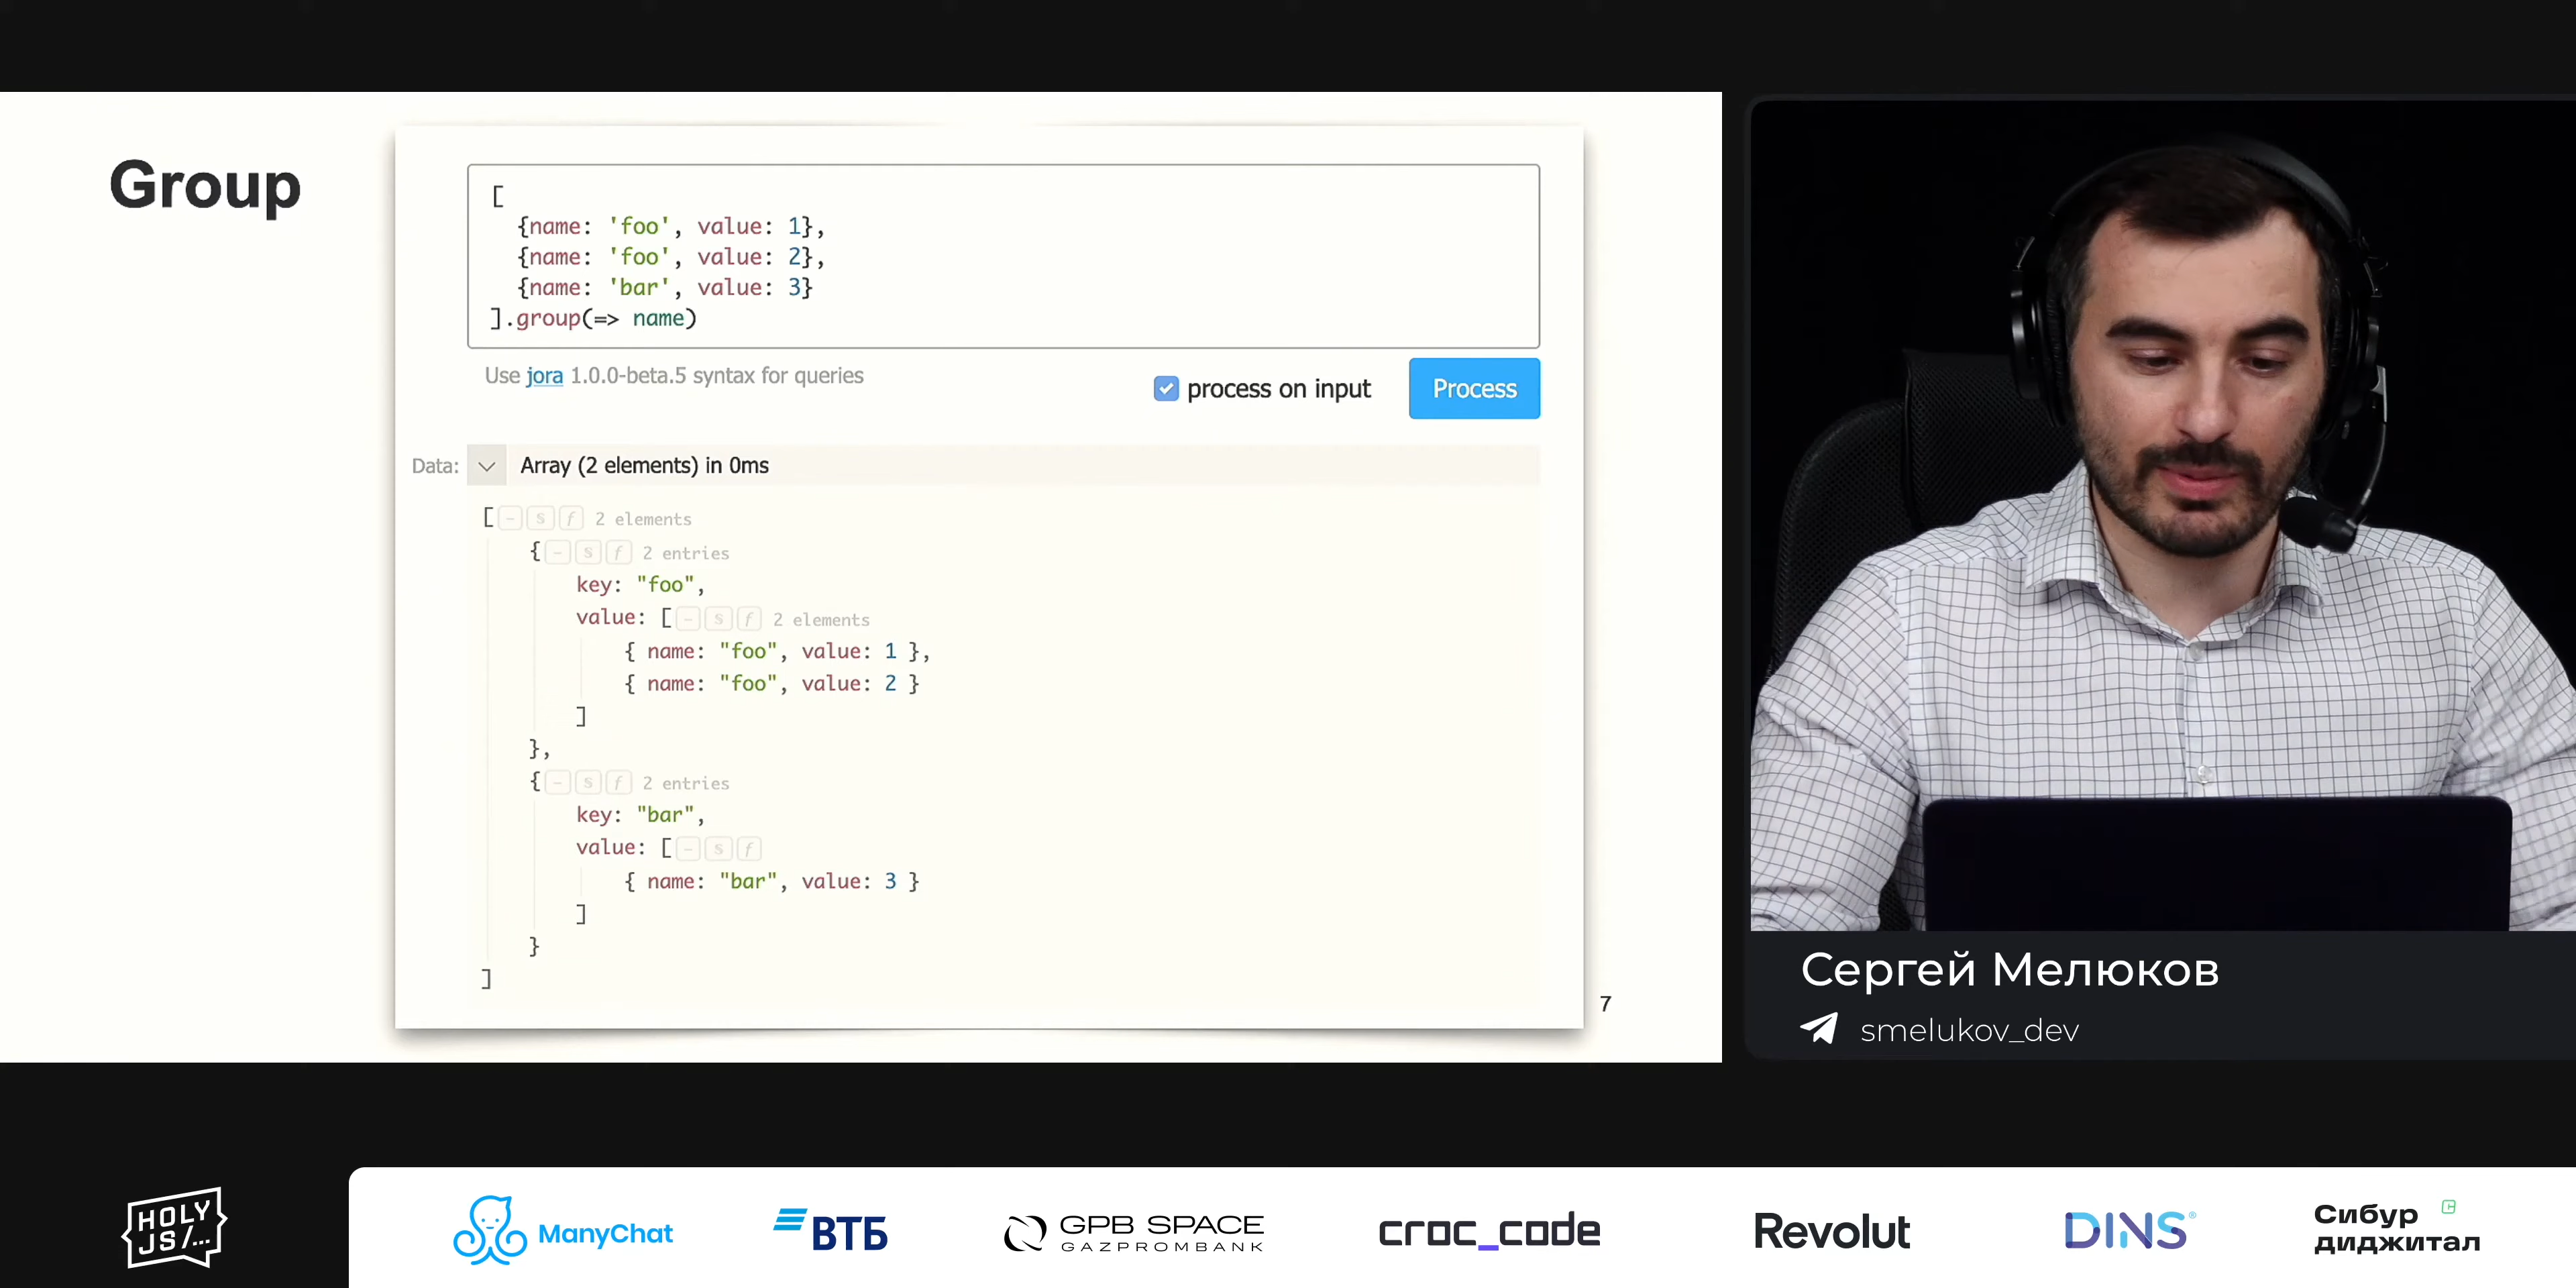 Group
[
{name: 'foo', value: 1},
{name: 'foo', value: 2},
{name: 'bar', value: 3}
].group(=> name)
Use jora 1.0.0-beta.5 syntax for queries
process on input
Process
Data:
Array (2 elements) in 0ms
[ - s f 2 elements
{ - s f 2 entries
key: "foo",
value: [ - s f 2 elements
{ name: "foo", value: 1 },
{ name: "foo", value: 2 }
]
},
{ - s f 2 entries
key: "bar",
value: [ - s f
{ name: "bar", value: 3 }
]
}
]
7
Сергей Мелюков
smelukov_dev
HOLY
JS/...
ManyChat
ВТБ
GPB SPACE
GAZPROMBANK
croc_code
Revolut
DINS®
Сибур
диджитал